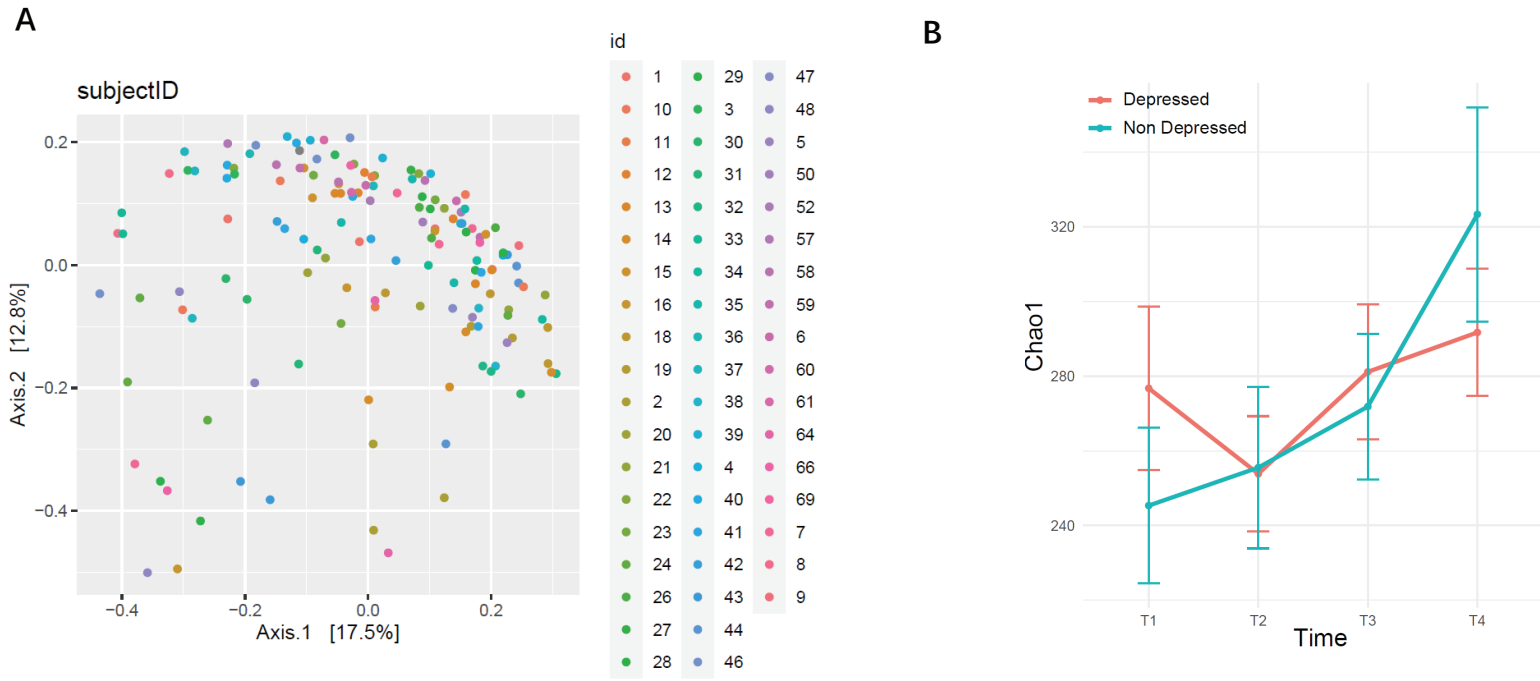 A
subjectID
0.2
0.0
−0.2
−0.4
Axis.2 [12.8%]
−0.4 −0.2 0.0 0.2
Axis.1 [17.5%]
id
1 29 47
10 3 48
11 30 5
12 31 50
13 32 52
14 33 57
15 34 58
16 35 59
18 36 6
19 37 60
2 38 61
20 39 64
21 4 66
22 40 69
23 41 7
24 42 8
26 43 9
27 44
28 46
B
Depressed
Non Depressed
320
280
240
Chao1
T1 T2 T3 T4
Time